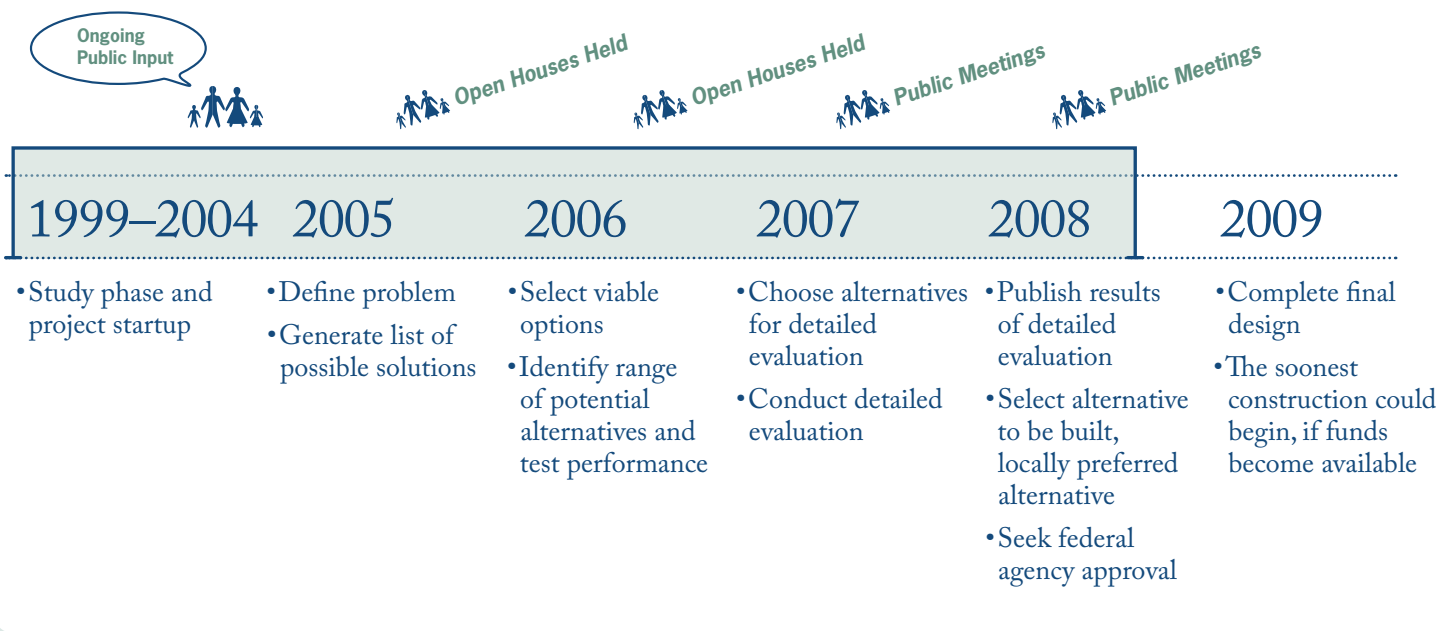 Ongoing
Public Input
Open Houses Held
Open Houses Held
Public Meetings
Public Meetings
1999–2004
2005
2006
2007
2008
2009
•Study phase and
project startup
•Define problem
•Generate list of
possible solutions
•Select viable
options
•Identify range
of potential
alternatives and
test performance
•Choose alternatives
for detailed
evaluation
•Conduct detailed
evaluation
•Publish results
of detailed
evaluation
•Select alternative
to be built,
locally preferred
alternative
•Seek federal
agency approval
•Complete final
design
•The soonest
construction could
begin, if funds
become available